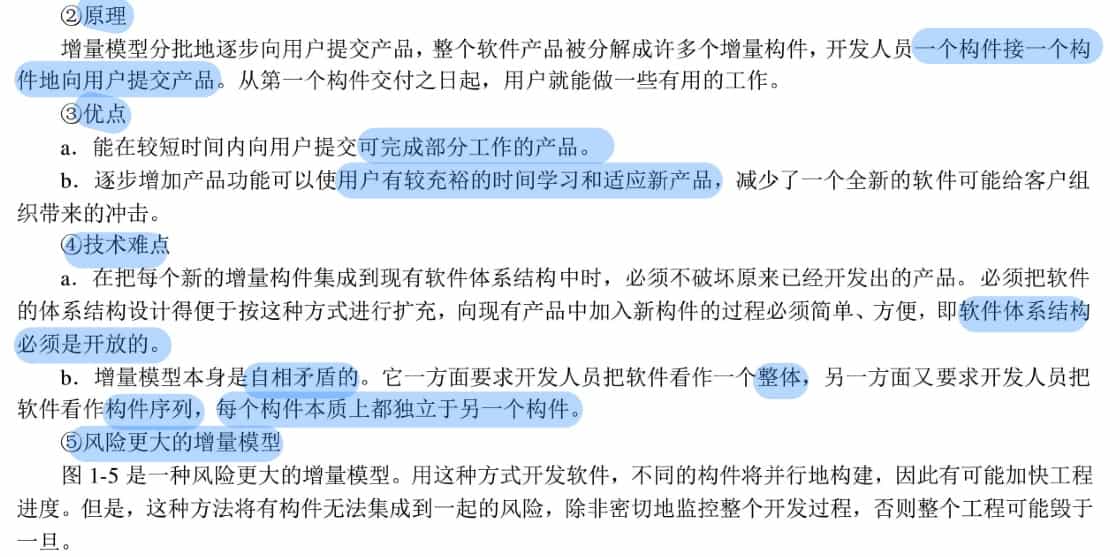 ②原理
增量模型分批地逐步向用户提交产品，整个软件产品被分解成许多个增量构件，开发人员一个构件接一个构
件地向用户提交产品。从第一个构件交付之日起，用户就能做一些有用的工作。
③优点
a．能在较短时间内向用户提交可完成部分工作的产品。
b．逐步增加产品功能可以使用户有较充裕的时间学习和适应新产品，减少了一个全新的软件可能给客户组
织带来的冲击。
④技术难点
a．在把每个新的增量构件集成到现有软件体系结构中时，必须不破坏原来已经开发出的产品。必须把软件
的体系结构设计得便于按这种方式进行扩充，向现有产品中加入新构件的过程必须简单、方便，即软件体系结构
必须是开放的。
b．增量模型本身是自相矛盾的。它一方面要求开发人员把软件看作一个整体，另一方面又要求开发人员把
软件看作构件序列，每个构件本质上都独立于另一个构件。
⑤风险更大的增量模型
图 1-5 是一种风险更大的增量模型。用这种方式开发软件，不同的构件将并行地构建，因此有可能加快工程
进度。但是，这种方法将有构件无法集成到一起的风险，除非密切地监控整个开发过程，否则整个工程可能毁于
一旦。